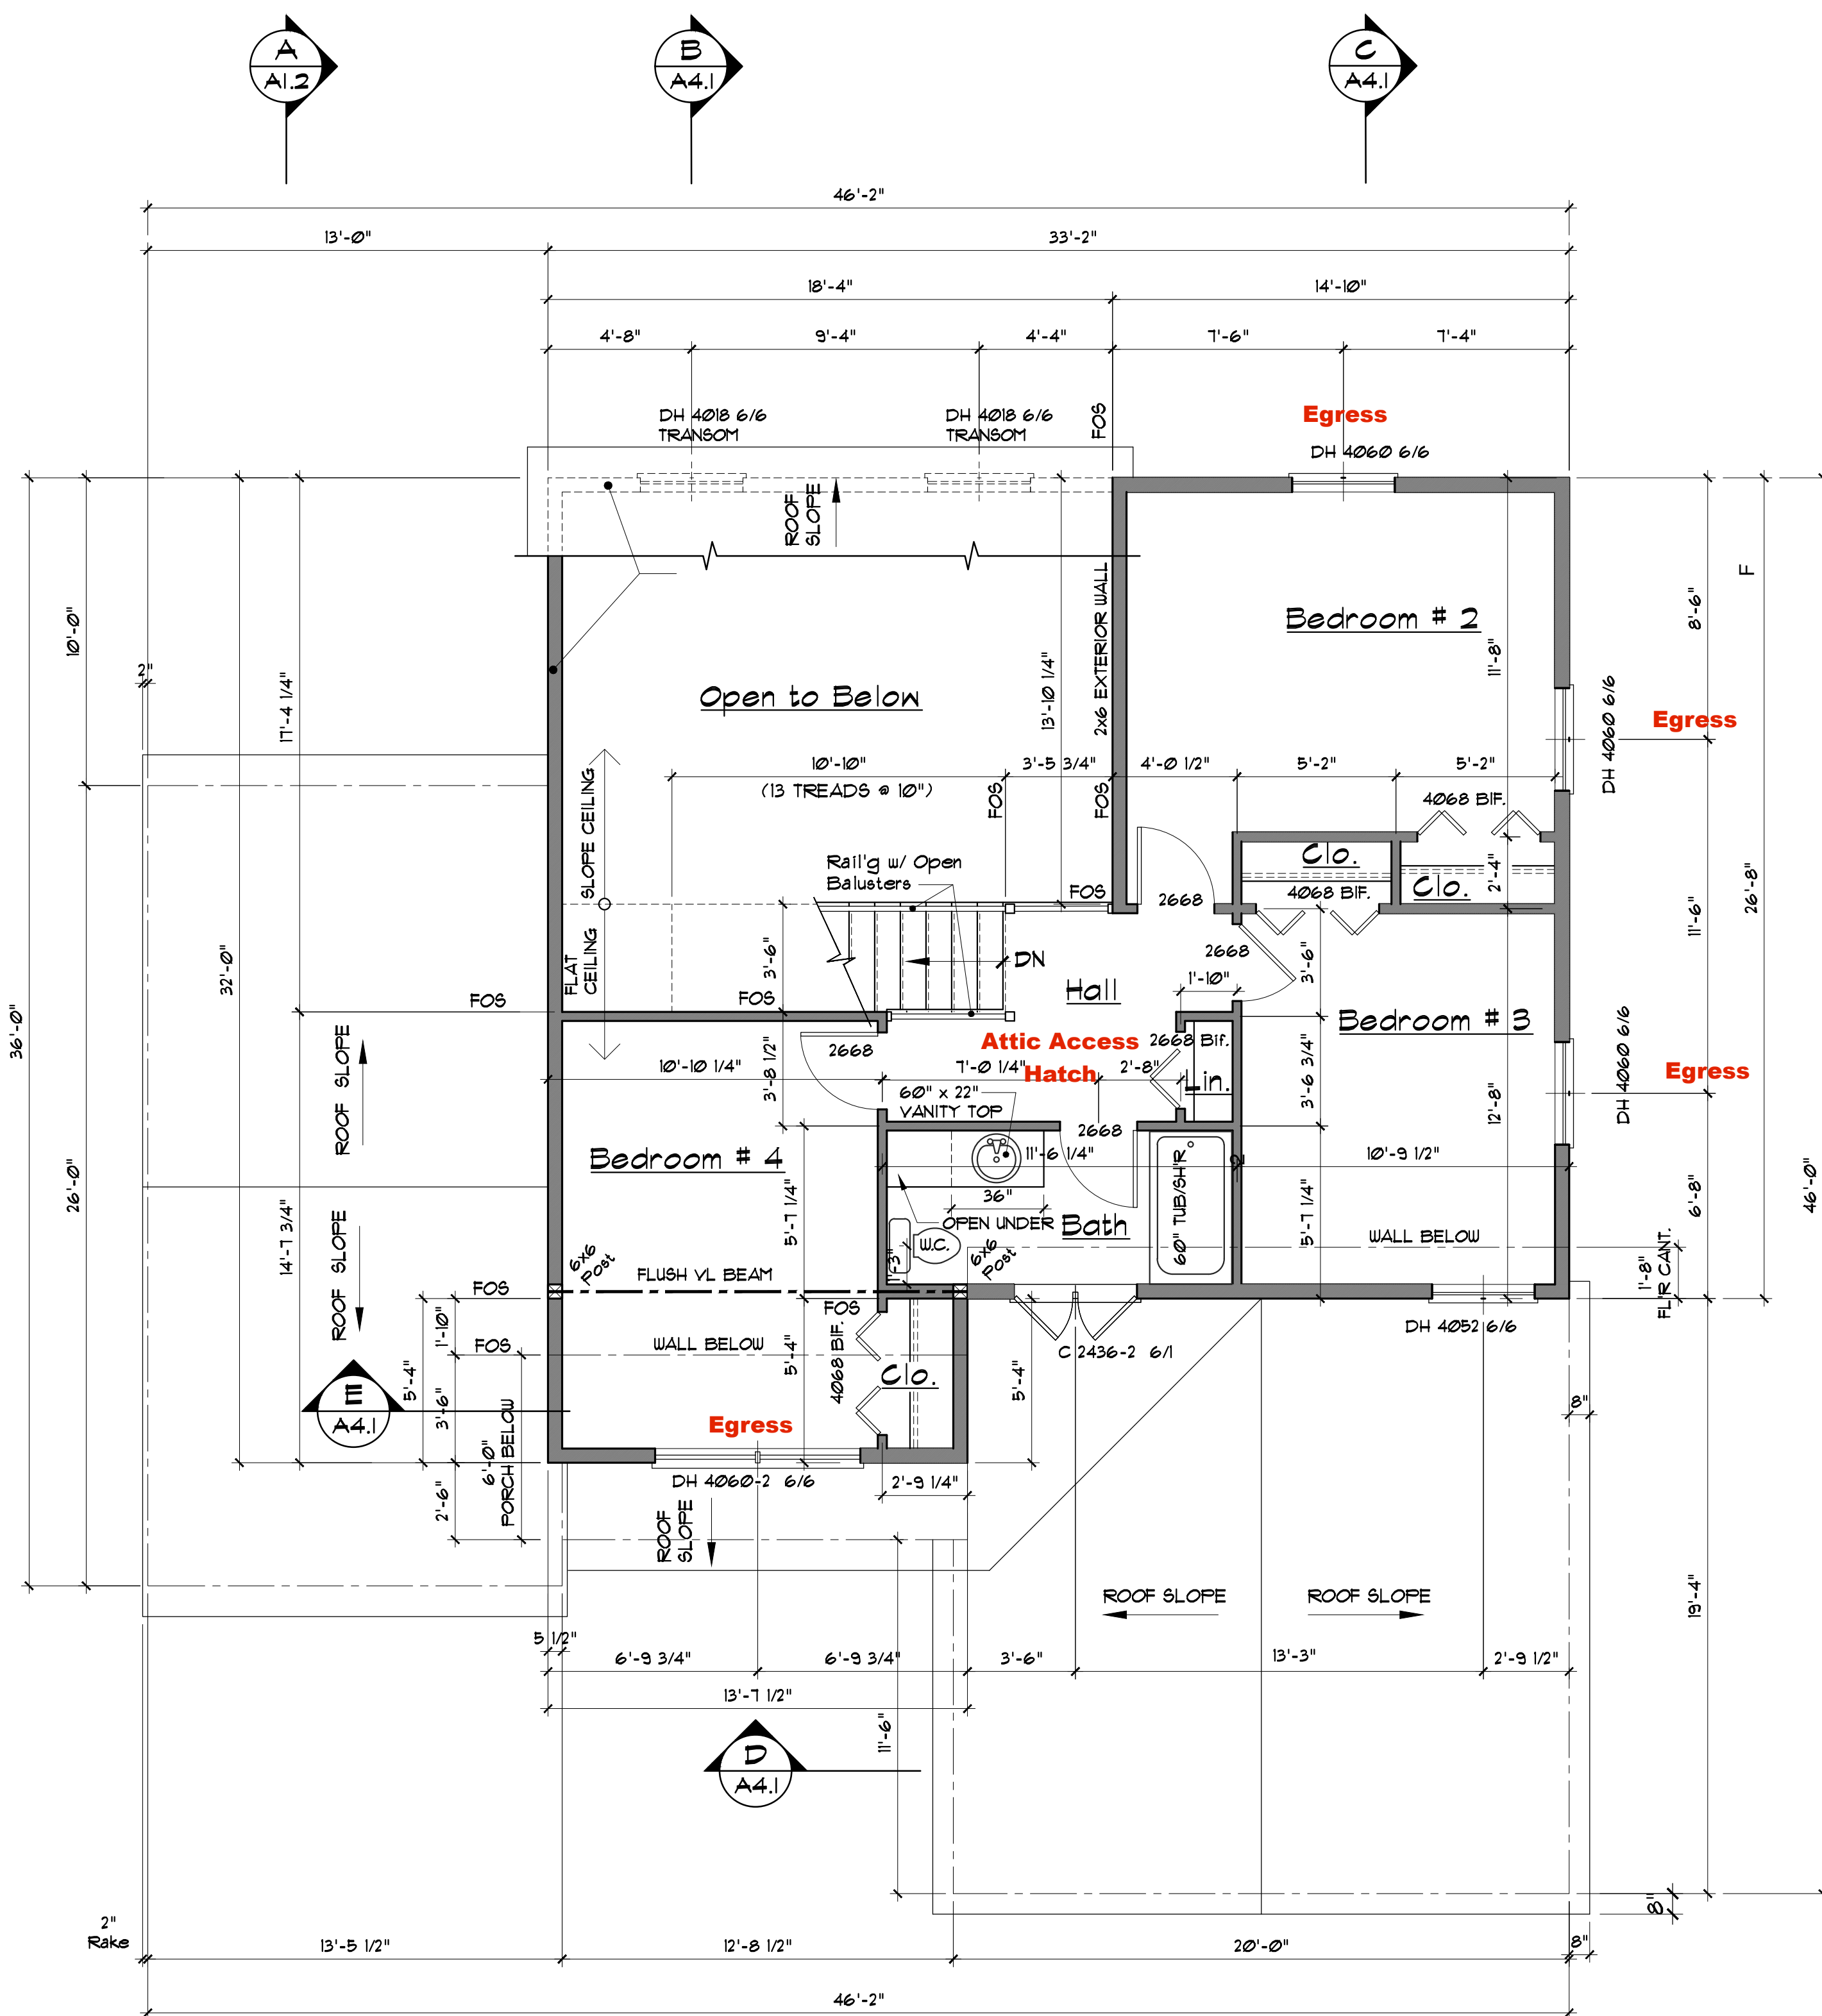 A
A1.2
B
A4.1
C
A4.1
46'-2"
13'-0"
33'-2"
18'-4"
14'-10"
4'-8"
9'-4"
4'-4"
7'-6"
7'-4"
DH 4018 6/6
TRANSOM
DH 4018 6/6
TRANSOM
FOS
Egress
DH 4060 6/6
ROOF
SLOPE
2x6 EXTERIOR WALL
Bedroom # 2
11'-8"
8'-6"
F
10'-0"
2"
17'-4 1/4"
Open to Below
13'-10 1/4"
DH 4060 6/6
Egress
SLOPE CEILING
10'-10"
(13 TREADS @ 10")
3'-5 3/4"
4'-0 1/2"
5'-2"
5'-2"
FOS
FOS
4068 BIF.
Clo.
2'-4"
Rail'g w/ Open
Balusters
FOS
2668
4068 BIF.
Clo.
26'-8"
11'-6"
32'-0"
FLAT
CEILING
3'-6"
DN
2668
3'-6"
1'-10"
Hall
FOS
FOS
Bedroom # 3
36'-0"
ROOF SLOPE
3'-8 1/2"
2668
Attic Access
Hatch
2668 Bif.
10'-10 1/4"
7'-0 1/4"
2'-8"
Lin.
3'-6 3/4"
12'-8"
DH 4060 6/6
Egress
60" x 22"
VANITY TOP
2668
Bedroom # 4
11'-6 1/4"
2
10'-9 1/2"
26'-0"
14'-7 3/4"
5'-7 1/4"
36"
OPEN UNDER
Bath
60" TUB/SH'R
5'-7 1/4"
6'-8"
46'-0"
ROOF SLOPE
W.C.
1'-3"
6x6
Post
6x6
Post
WALL BELOW
1'-8"
FL'R CANT.
FLUSH VL BEAM
FOS
FOS
1'-10"
FOS
WALL BELOW
5'-4"
4068 BIF.
DH 4052 6/6
C 2436-2 6/1
Clo.
5'-4"
5'-4"
3'-6"
E
A4.1
8"
Egress
6'-0"
PORCH BELOW
DH 4060-2 6/6
2'-9 1/4"
2'-6"
ROOF
SLOPE
ROOF SLOPE
ROOF SLOPE
19'-4"
5 1/2"
6'-9 3/4"
6'-9 3/4"
3'-6"
13'-3"
2'-9 1/2"
13'-7 1/2"
11'-6"
D
A4.1
8"
2"
Rake
13'-5 1/2"
12'-8 1/2"
20'-0"
8"
46'-2"